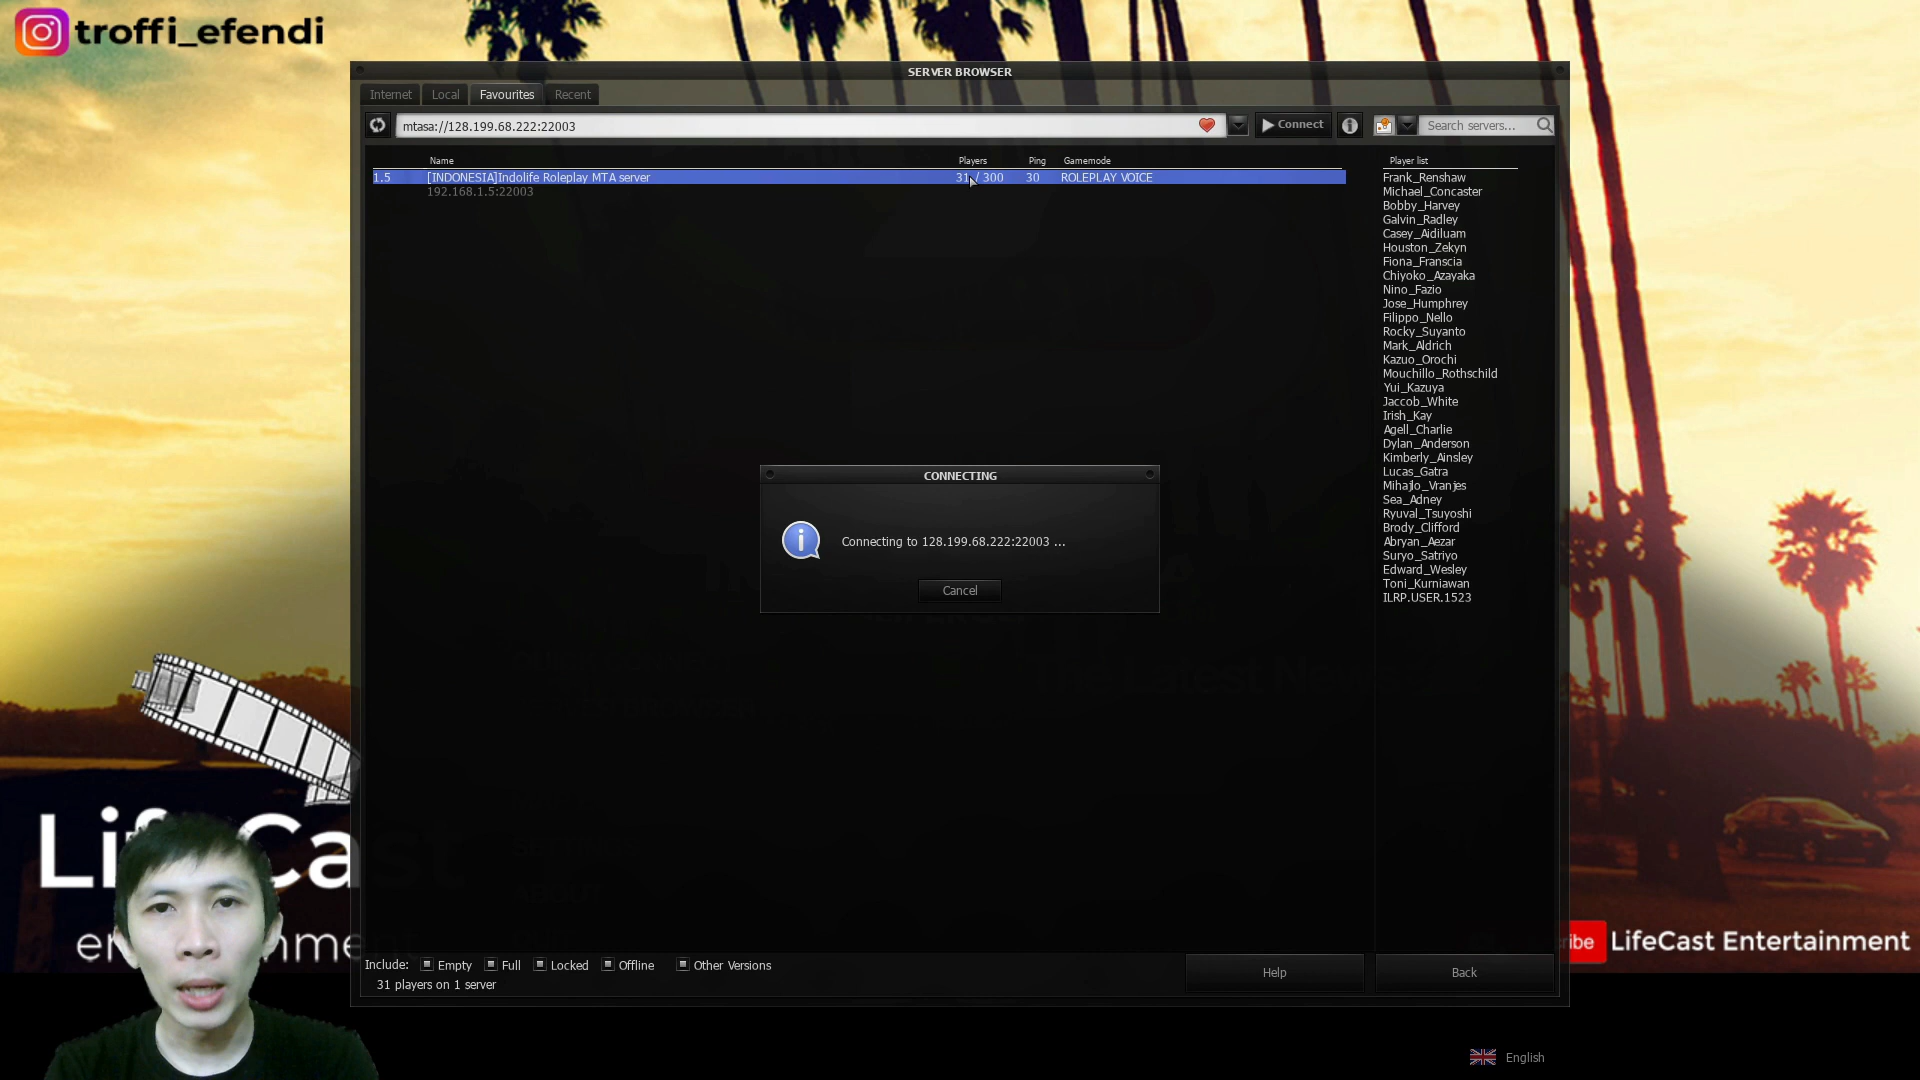 troffi_efendi
SERVER BROWSER
Internet Local Favourites Recent
mtasa://128.199.68.222:22003 Connect Search servers...
Name Players Ping Gamemode Player list
1.5 [INDONESIA]Indolife Roleplay MTA server 31 / 300 30 ROLEPLAY VOICE
192.168.1.5:22003
Frank_Renshaw
Michael_Concaster
Bobby_Harvey
Galvin_Radley
Casey_Aidiluam
Houston_Zekyn
Fiona_Franscia
Chiyoko_Azayaka
Nino_Fazio
Jose_Humphrey
Filippo_Nello
Rocky_Suyanto
Mark_Aldrich
Kazuo_Orochi
Mouchillo_Rothschild
Yui_Kazuya
Jaccob_White
Irish_Kay
Agell_Charlie
Dylan_Anderson
Kimberly_Ainsley
Lucas_Gatra
Mihajlo_Vranjes
Sea_Adney
Ryuval_Tsuyoshi
Brody_Clifford
Abryan_Aezar
Suryo_Satriyo
Edward_Wesley
Toni_Kurniawan
ILRP.USER.1523
CONNECTING
Connecting to 128.199.68.222:22003 ...
Cancel
Latest News
LifeCast
LifeCast Entertainment
Include: Empty Full Locked Offline Other Versions
31 players on 1 server
Help Back
English